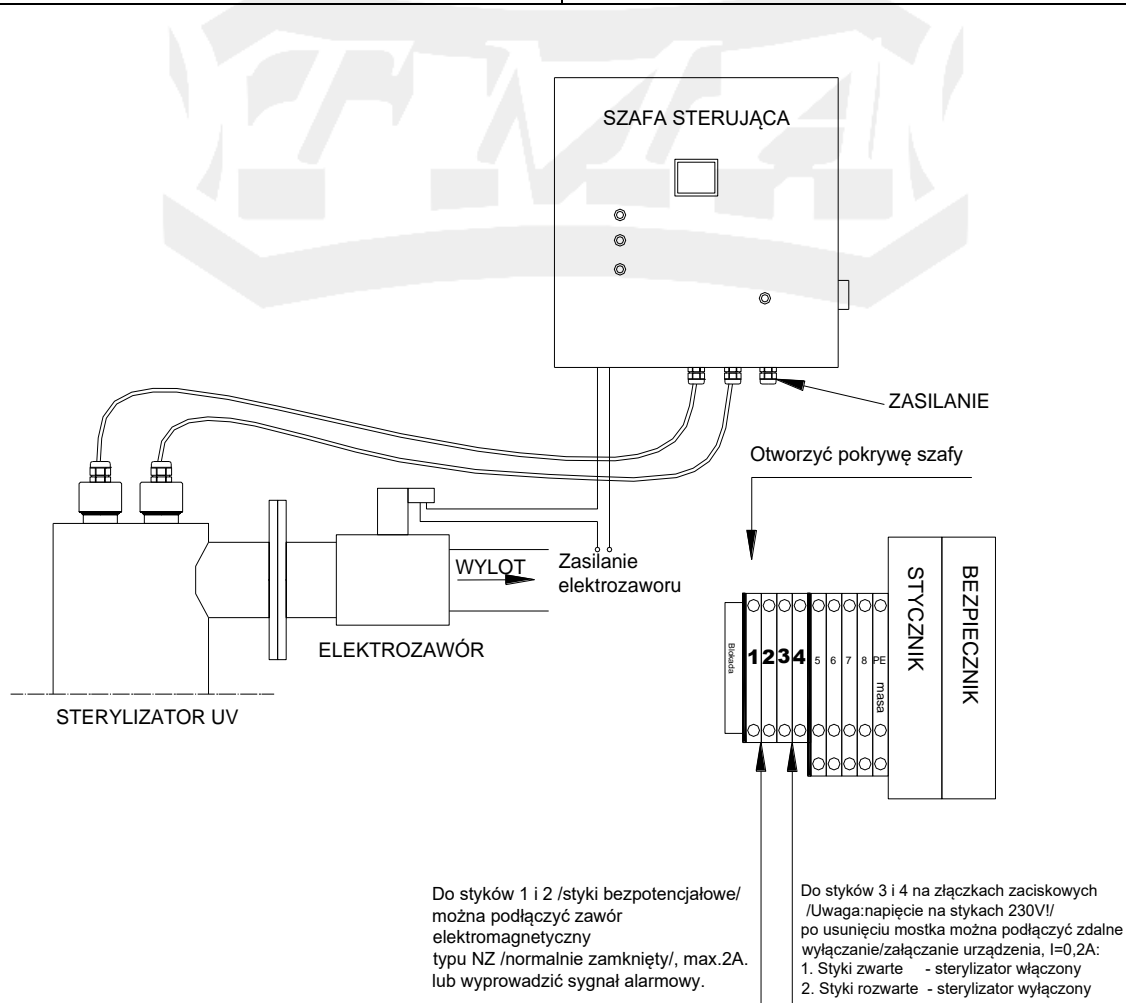 TMA
SZAFA STERUJĄCA
ZASILANIE
Otworzyć pokrywę szafy
WYLOT
Zasilanie
elektrozaworu
ELEKTROZAWÓR
STERYLIZATOR UV
Blokada
1 2 3 4 5 6 7 8 PE
masa
STYCZNIK
BEZPIECZNIK
Do styków 1 i 2 /styki bezpotencjałowe/
można podłączyć zawór
elektromagnetyczny
typu NZ /normalnie zamknięty/, max.2A.
lub wyprowadzić sygnał alarmowy.
Do styków 3 i 4 na złączkach zaciskowych
/Uwaga:napięcie na stykach 230V!/
po usunięciu mostka można podłączyć zdalne
wyłączanie/załączanie urządzenia, I=0,2A:
1. Styki zwarte - sterylizator włączony
2. Styki rozwarte - sterylizator wyłączony